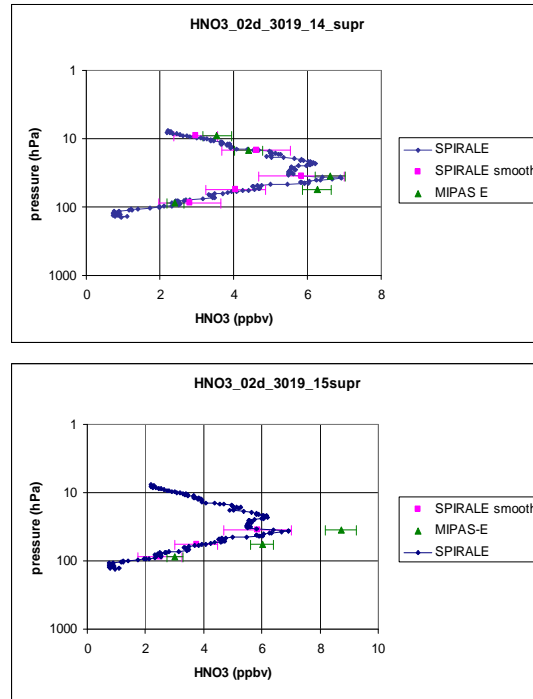 HNO3_02d_3019_14_supr
1
10
100
1000
pressure (hPa)
0 2 4 6 8
HNO3 (ppbv)
SPIRALE
SPIRALE smooth
MIPAS E
HNO3_02d_3019_15supr
1
10
100
1000
pressure (hPa)
0 2 4 6 8 10
HNO3 (ppbv)
SPIRALE smooth
MIPAS-E
SPIRALE